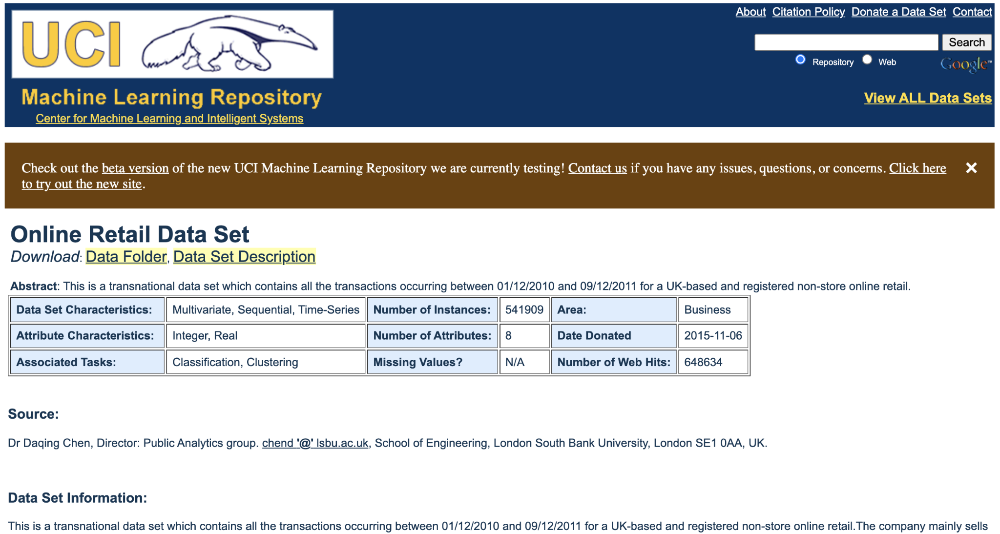 About Citation Policy Donate a Data Set Contact
UCI
Search
Repository Web Google™
Machine Learning Repository
View ALL Data Sets
Center for Machine Learning and Intelligent Systems
Check out the beta version of the new UCI Machine Learning Repository we are currently testing! Contact us if you have any issues, questions, or concerns. Click here
to try out the new site.
Online Retail Data Set
Download: Data Folder, Data Set Description
Abstract: This is a transnational data set which contains all the transactions occurring between 01/12/2010 and 09/12/2011 for a UK-based and registered non-store online retail.
Data Set Characteristics: Multivariate, Sequential, Time-Series Number of Instances: 541909 Area: Business
Attribute Characteristics: Integer, Real Number of Attributes: 8 Date Donated 2015-11-06
Associated Tasks: Classification, Clustering Missing Values? N/A Number of Web Hits: 648634
Source:
Dr Daqing Chen, Director: Public Analytics group. chend '@' lsbu.ac.uk, School of Engineering, London South Bank University, London SE1 0AA, UK.
Data Set Information:
This is a transnational data set which contains all the transactions occurring between 01/12/2010 and 09/12/2011 for a UK-based and registered non-store online retail.The company mainly sells